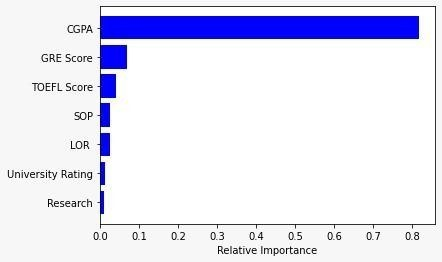 CGPA
GRE Score
TOEFL Score
SOP
LOR
University Rating
Research
0.0 0.1 0.2 0.3 0.4 0.5 0.6 0.7 0.8
Relative Importance